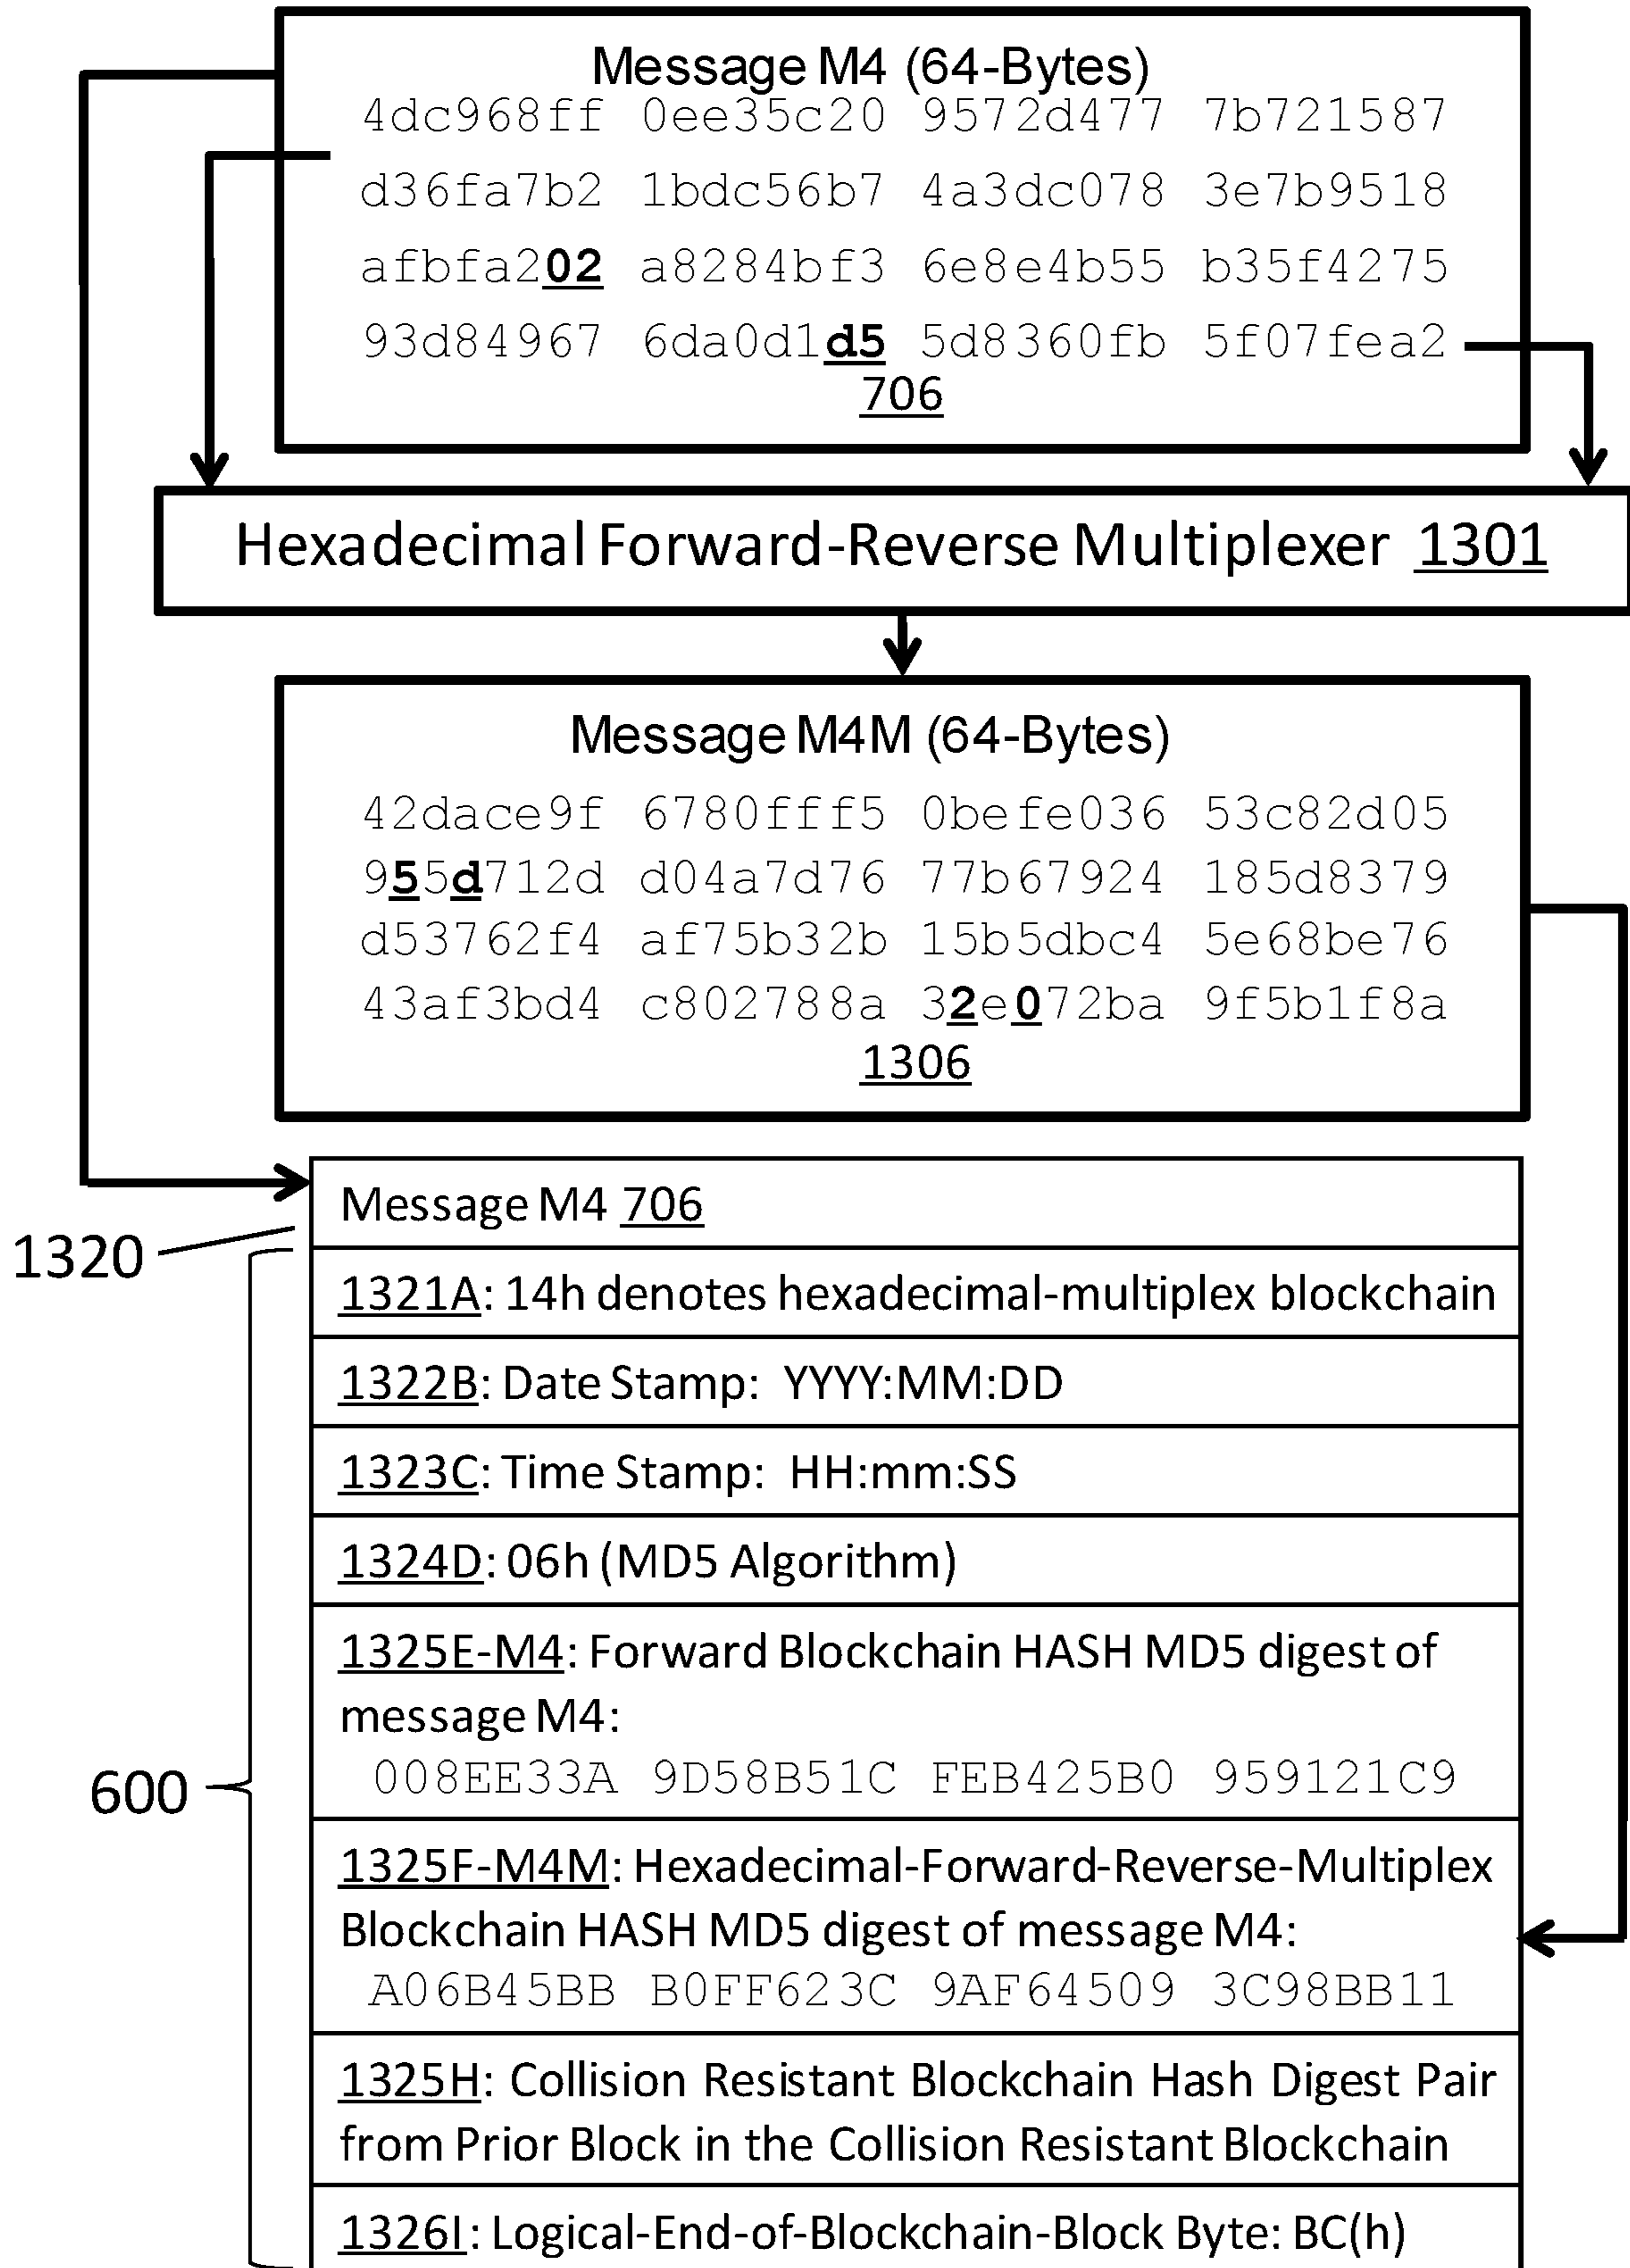 Message M4 (64-Bytes)
4dc968ff 0ee35c20 9572d477 7b721587
d36fa7b2 1bdc56b7 4a3dc078 3e7b9518
afbfa202 a8284bf3 6e8e4b55 b35f4275
93d84967 6da0d1d5 5d8360fb 5f07fea2
706
Hexadecimal Forward-Reverse Multiplexer 1301
Message M4M (64-Bytes)
42dace9f 6780fff5 0befe036 53c82d05
955d712d d04a7d76 77b67924 185d8379
d53762f4 af75b32b 15b5dbc4 5e68be76
43af3bd4 c802788a 32e072ba 9f5b1f8a
1306
Message M4 706
1320
1321A: 14h denotes hexadecimal-multiplex blockchain
1322B: Date Stamp: YYYY:MM:DD
1323C: Time Stamp: HH:mm:SS
1324D: 06h (MD5 Algorithm)
1325E-M4: Forward Blockchain HASH MD5 digest of
message M4:
008EE33A 9D58B51C FEB425B0 959121C9
600
1325F-M4M: Hexadecimal-Forward-Reverse-Multiplex
Blockchain HASH MD5 digest of message M4:
A06B45BB B0FF623C 9AF64509 3C98BB11
1325H: Collision Resistant Blockchain Hash Digest Pair
from Prior Block in the Collision Resistant Blockchain
1326I: Logical-End-of-Blockchain-Block Byte: BC(h)